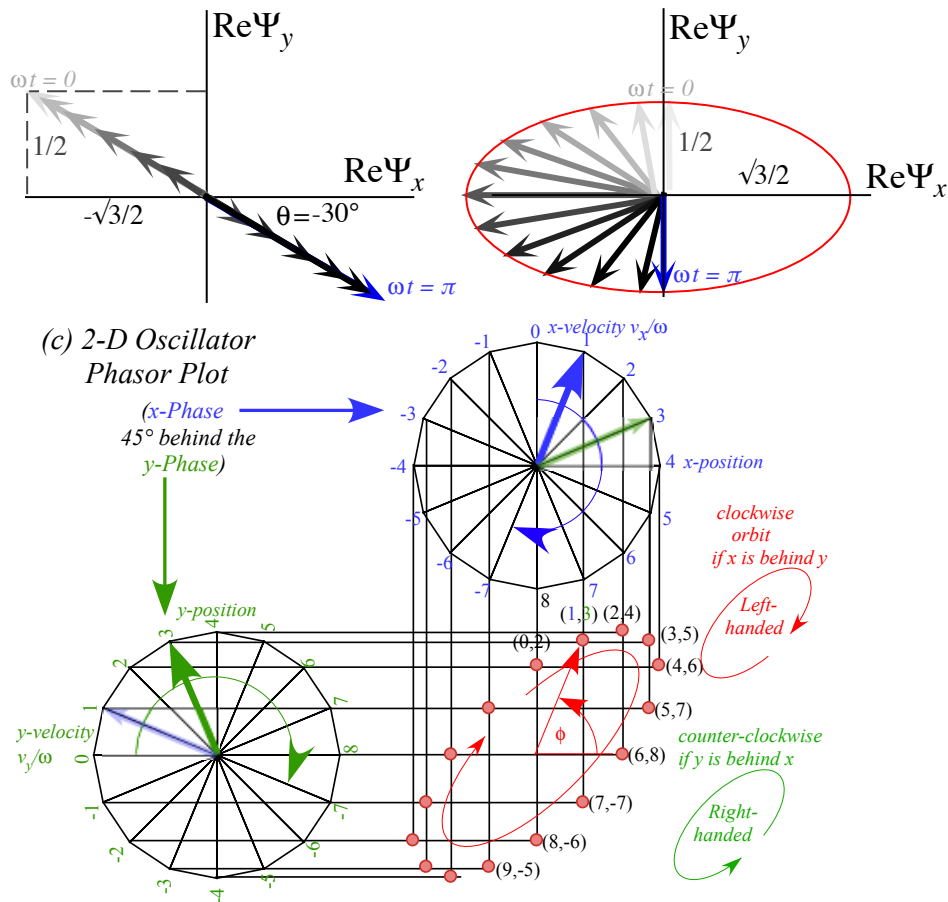 ReΨy
ωt = 0
1/2
ReΨx
-√3/2
θ=-30°
ωt = π
ReΨy
ωt = 0
1/2
√3/2
ReΨx
ωt = π
(c) 2-D Oscillator
Phasor Plot
(x-Phase
45° behind the
y-Phase)
x-velocity vx/ω
0
1
2
3
4
5
6
7
8
-7
-6
-5
-4
-3
-2
-1
x-position
clockwise
orbit
if x is behind y
Left-
handed
y-position
y-velocity
vy/ω
0
1
2
3
4
5
6
7
8
-7
-6
-5
-4
-3
-2
-1
(0,2)
(1,3)
(2,4)
(3,5)
(4,6)
(5,7)
(6,8)
(7,-7)
(8,-6)
(9,-5)
ϕ
counter-clockwise
if y is behind x
Right-
handed